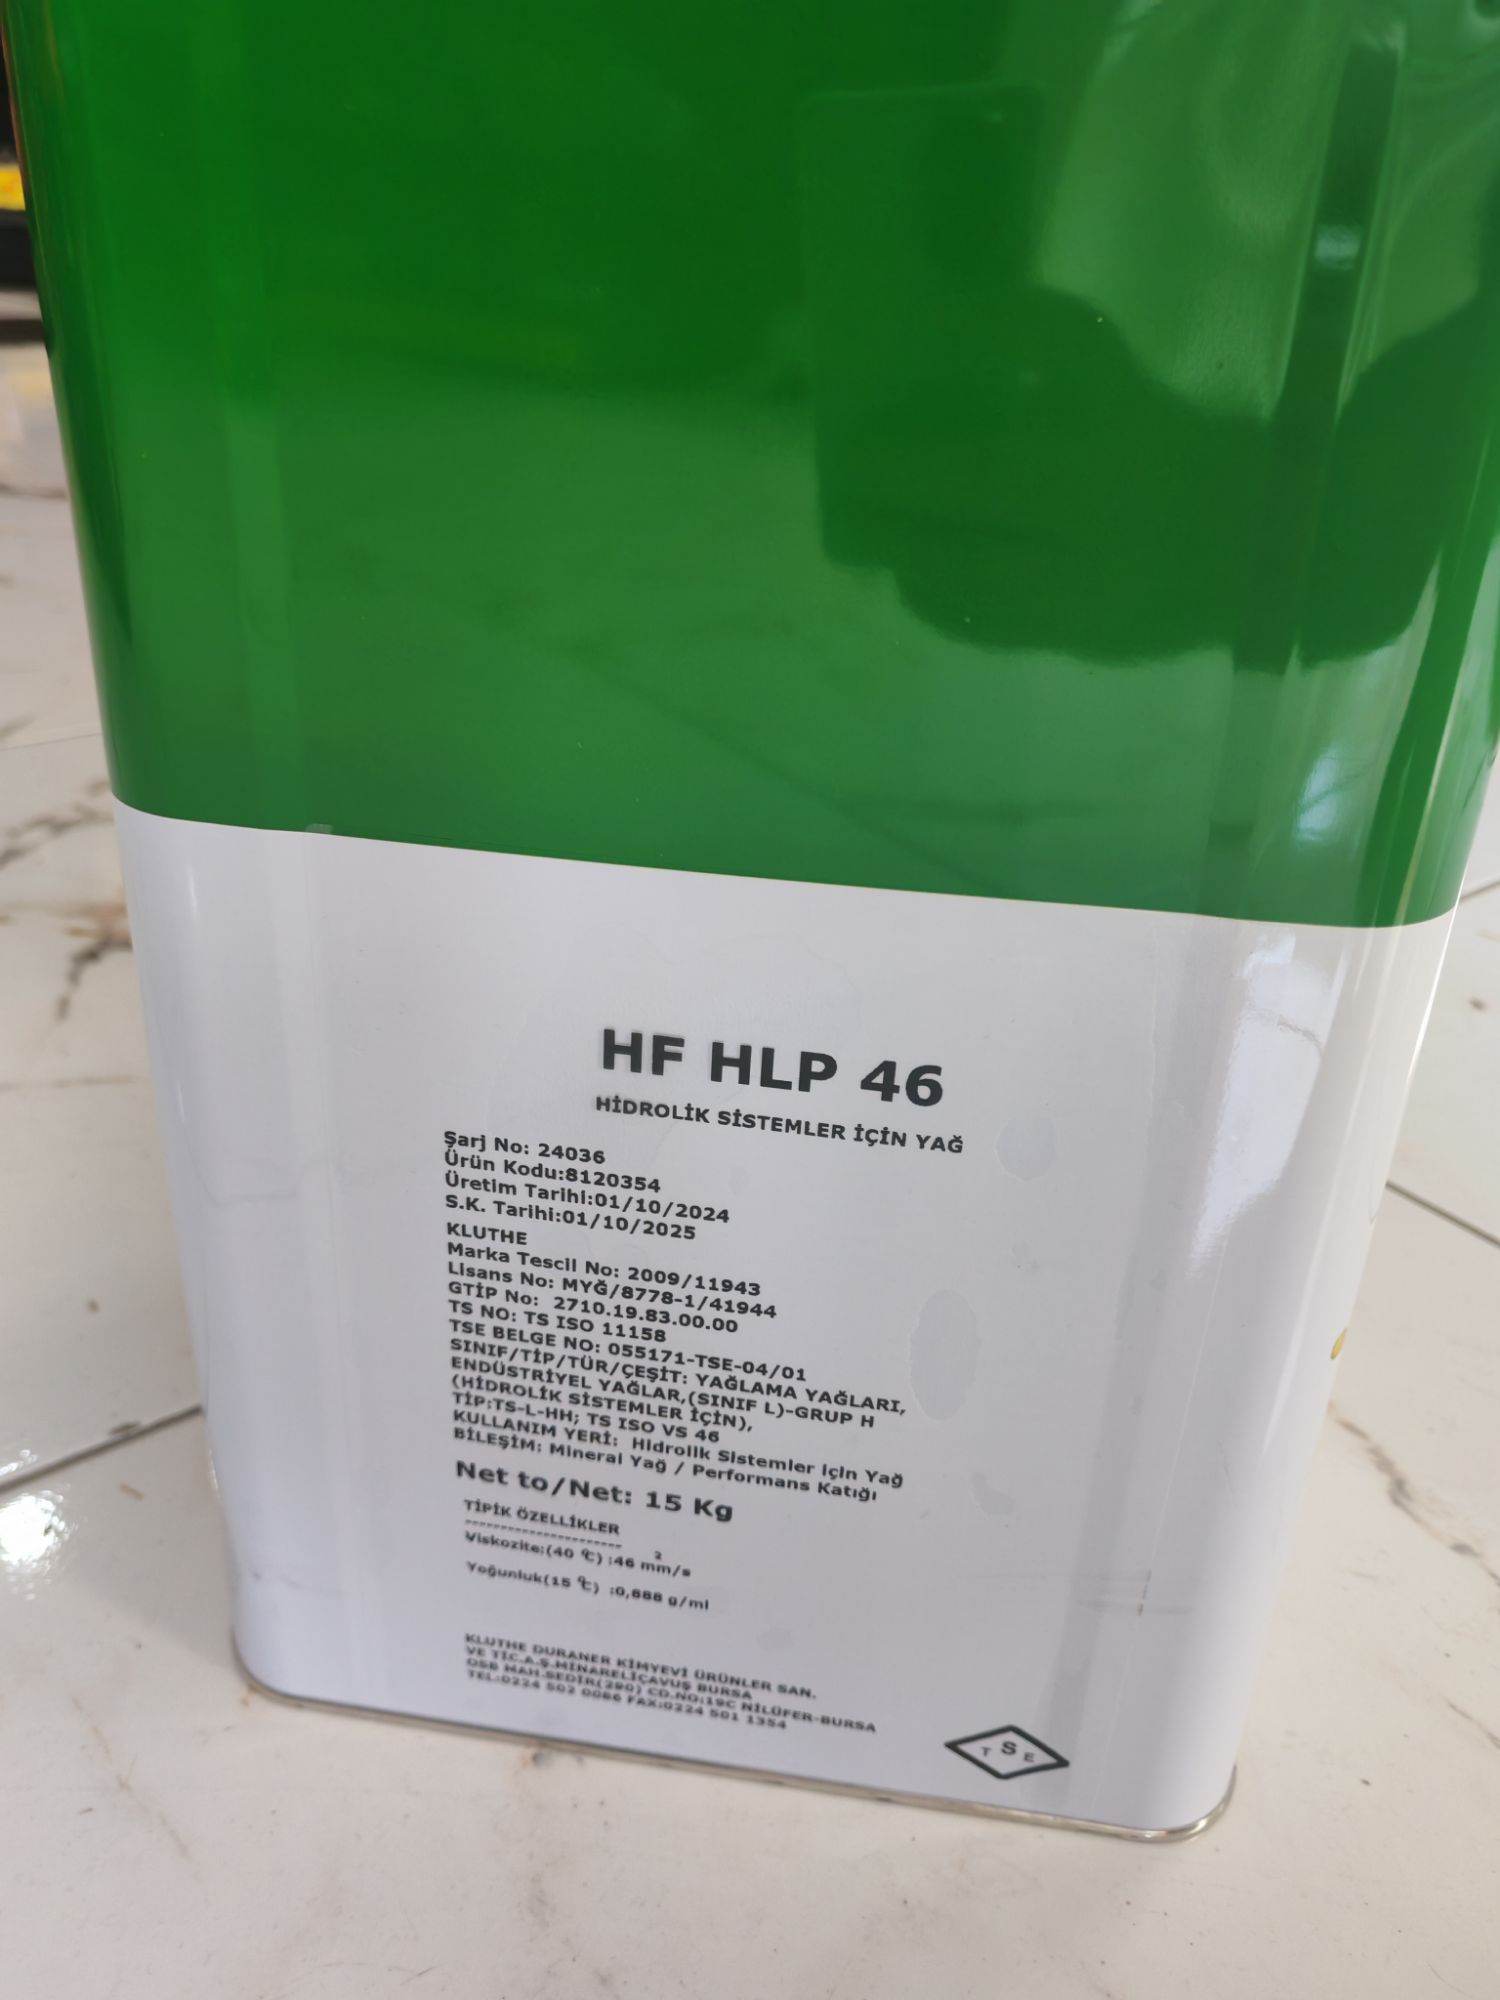 HF HLP 46
HİDROLİK SİSTEMLER İÇİN YAĞ
Şarj No: 24036
Ürün Kodu:8120354
Üretim Tarihi:01/10/2024
S.K. Tarihi:01/10/2025
KLUTHE
Marka Tescil No: 2009/11943
Lisans No: MYĞ/8778-1/41944
GTİP No: 2710.19.83.00.00
TS NO: TS ISO 11158
TSE BELGE NO: 055171-TSE-04/01
SINIF/TİP/TÜR/ÇEŞİT: YAĞLAMA YAĞLARI,
ENDÜSTRİYEL YAĞLAR,(SINIF L)-GRUP H
(HİDROLİK SİSTEMLER İÇİN),
TİP:TS-L-HH; TS ISO VS 46
KULLANIM YERİ: Hidrolik Sistemler İçin Yağ
BİLEŞİM: Mineral Yağ / Performans Katığı
Net to/Net: 15 Kg
TİPİK ÖZELLİKLER
----------------------
Viskozite:(40 ℃) :46 mm²/s
Yoğunluk(15 ℃) :0,888 g/ml
KLUTHE DURANER KİMYEVİ ÜRÜNLER SAN.
VE TİC.A.Ş.MİNARELİÇAVUŞ BURSA
OSB MAH.SEDİR(290) CD.NO:19C NİLÜFER-BURSA
TEL:0224 502 0086 FAX:0224 501 1354
TSE